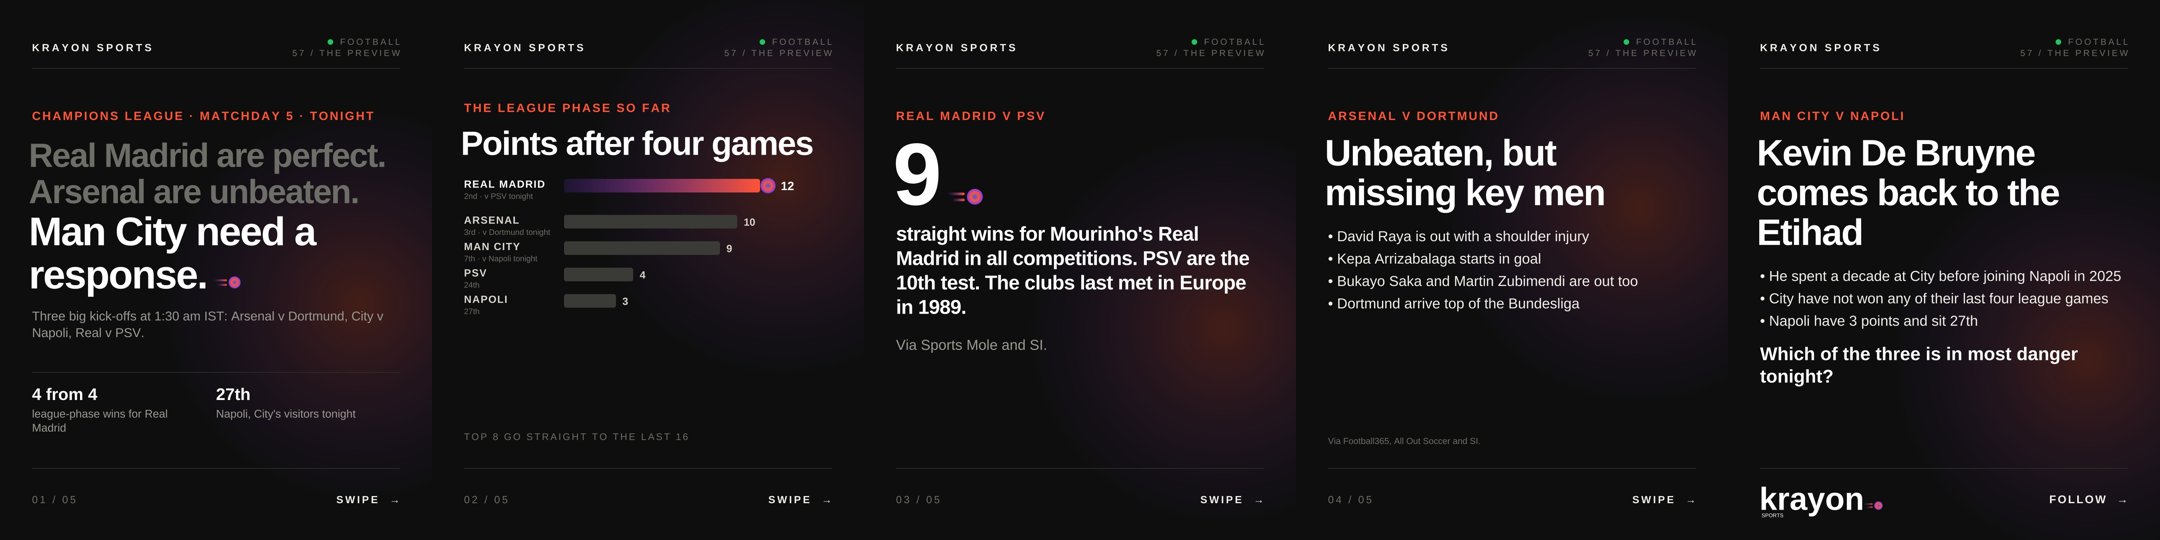 KRAYON SPORTS
FOOTBALL
57 / THE PREVIEW
CHAMPIONS LEAGUE · MATCHDAY 5 · TONIGHT
Real Madrid are perfect.
Arsenal are unbeaten.
Man City need a
response.
Three big kick-offs at 1:30 am IST: Arsenal v Dortmund, City v
Napoli, Real v PSV.
4 from 4
league-phase wins for Real
Madrid
27th
Napoli, City's visitors tonight
01 / 05
SWIPE →
KRAYON SPORTS
FOOTBALL
57 / THE PREVIEW
THE LEAGUE PHASE SO FAR
Points after four games
REAL MADRID
2nd · v PSV tonight
12
ARSENAL
3rd · v Dortmund tonight
10
MAN CITY
7th · v Napoli tonight
9
PSV
24th
4
NAPOLI
27th
3
TOP 8 GO STRAIGHT TO THE LAST 16
02 / 05
SWIPE →
KRAYON SPORTS
FOOTBALL
57 / THE PREVIEW
REAL MADRID V PSV
9
straight wins for Mourinho's Real
Madrid in all competitions. PSV are the
10th test. The clubs last met in Europe
in 1989.
Via Sports Mole and SI.
03 / 05
SWIPE →
KRAYON SPORTS
FOOTBALL
57 / THE PREVIEW
ARSENAL V DORTMUND
Unbeaten, but
missing key men
• David Raya is out with a shoulder injury
• Kepa Arrizabalaga starts in goal
• Bukayo Saka and Martin Zubimendi are out too
• Dortmund arrive top of the Bundesliga
Via Football365, All Out Soccer and SI.
04 / 05
SWIPE →
KRAYON SPORTS
FOOTBALL
57 / THE PREVIEW
MAN CITY V NAPOLI
Kevin De Bruyne
comes back to the
Etihad
• He spent a decade at City before joining Napoli in 2025
• City have not won any of their last four league games
• Napoli have 3 points and sit 27th
Which of the three is in most danger
tonight?
krayon
SPORTS
FOLLOW →